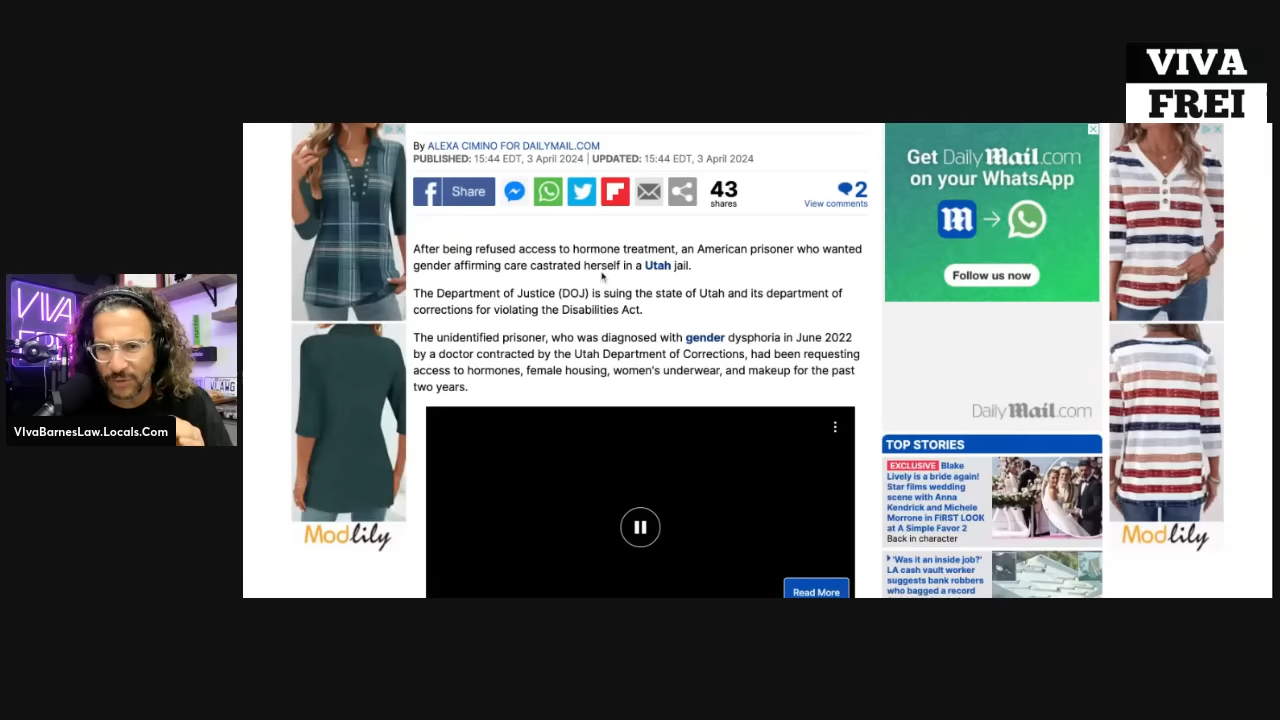 VIVA
FREI
By ALEXA CIMINO FOR DAILYMAIL.COM
PUBLISHED: 15:44 EDT, 3 April 2024 | UPDATED: 15:44 EDT, 3 April 2024
Share
43
shares
2
View comments
After being refused access to hormone treatment, an American prisoner who wanted
gender affirming care castrated herself in a Utah jail.
The Department of Justice (DOJ) is suing the state of Utah and its department of
corrections for violating the Disabilities Act.
The unidentified prisoner, who was diagnosed with gender dysphoria in June 2022
by a doctor contracted by the Utah Department of Corrections, had been requesting
access to hormones, female housing, women's underwear, and makeup for the past
two years.
Read More
Get Daily Mail.com
on your WhatsApp
Follow us now
Daily Mail.com
TOP STORIES
EXCLUSIVE Blake
Lively is a bride again!
Star films wedding
scene with Anna
Kendrick and Michele
Morrone in FIRST LOOK
at A Simple Favor 2
Back in character
'Was it an inside job?'
LA cash vault worker
suggests bank robbers
who bagged a record
Modlily
Modlily
VIVA
VLAWG
VivaBarnesLaw.Locals.Com